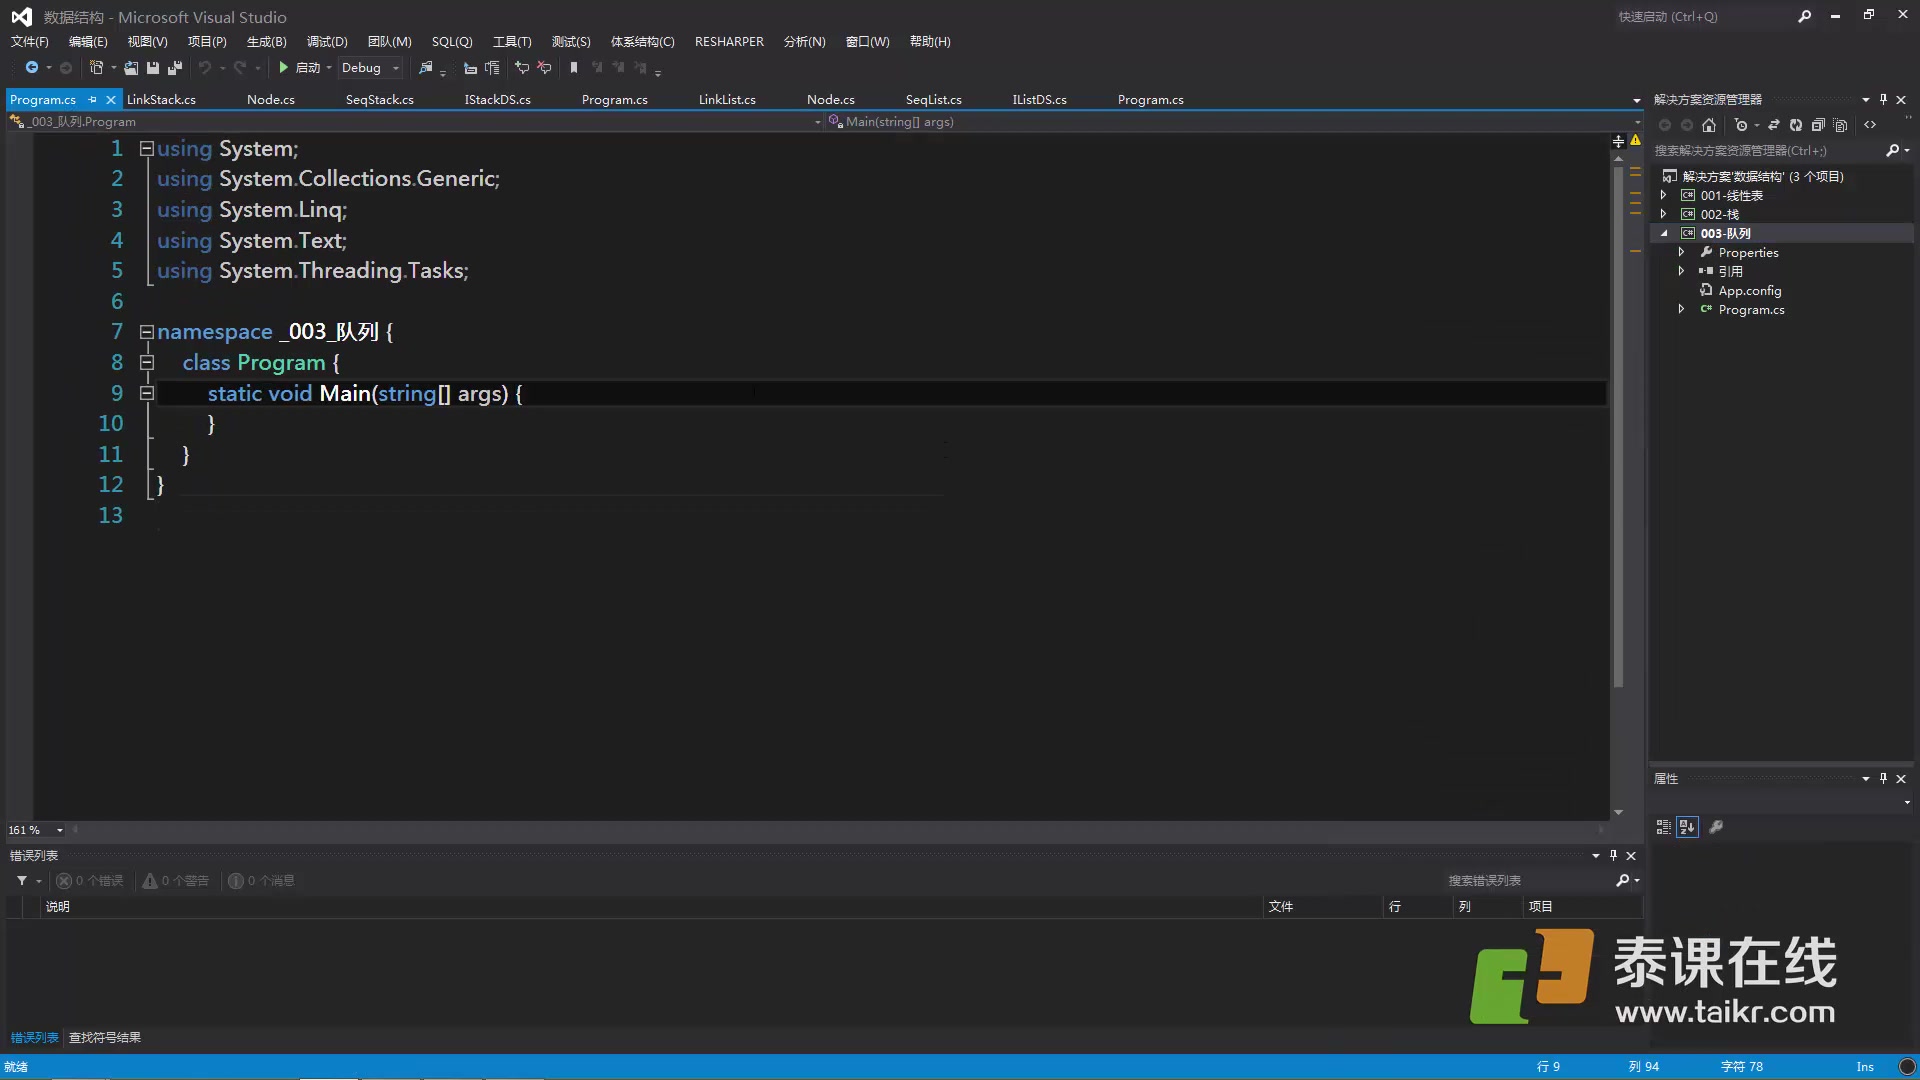 数据结构 - Microsoft Visual Studio
快速启动 (Ctrl+Q)
文件(F) 编辑(E) 视图(V) 项目(P) 生成(B) 调试(D) 团队(M) SQL(Q) 工具(T) 测试(S) 体系结构(C) RESHARPER 分析(N) 窗口(W) 帮助(H)
启动 Debug
Program.cs LinkStack.cs Node.cs SeqStack.cs IStackDS.cs Program.cs LinkList.cs Node.cs SeqList.cs IListDS.cs Program.cs
_003_队列.Program Main(string[] args)
1 using System;
2 using System.Collections.Generic;
3 using System.Linq;
4 using System.Text;
5 using System.Threading.Tasks;
6
7 namespace _003_队列 {
8 class Program {
9 static void Main(string[] args) {
10 }
11 }
12 }
13
161 %
解决方案资源管理器
搜索解决方案资源管理器(Ctrl+;)
解决方案'数据结构' (3 个项目)
001-线性表
002-栈
003-队列
Properties
引用
App.config
Program.cs
属性
错误列表
0 个错误 0 个警告 0 个消息
搜索错误列表
说明 文件 行 列 项目
泰课在线
www.taikr.com
错误列表 查找符号结果
就绪 行 9 列 94 字符 78 Ins